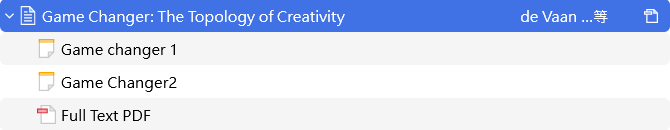 Game Changer: The Topology of Creativity de Vaan ...等
Game changer 1
Game Changer2
Full Text PDF